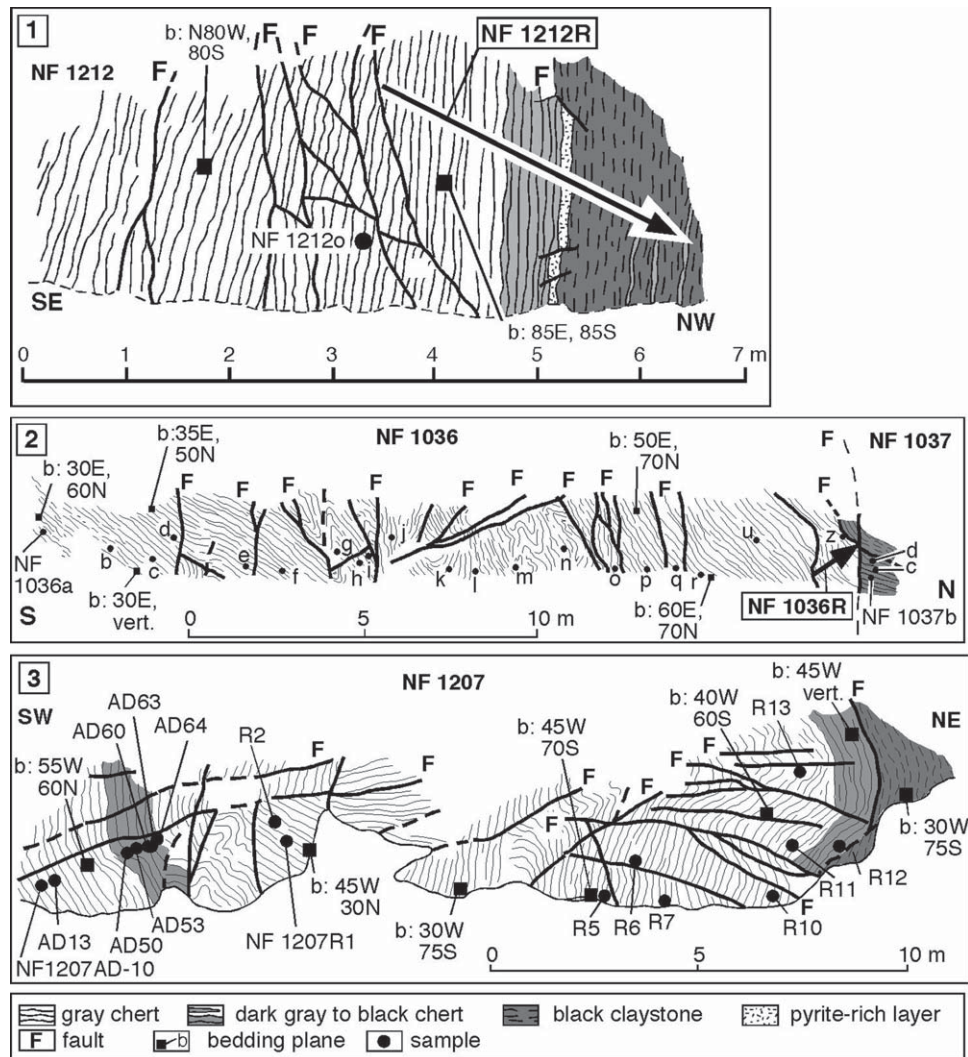 1
b: N80W,
80S
F
F
F
NF 1212R
NF 1212
F
F
NF 1212o
SE
NW
b: 85E, 85S
0 1 2 3 4 5 6 7 m
2
b:35E,
50N
NF 1036
b: 50E,
70N
F
NF 1037
b: 30E,
60N
F
F
F
F
F
F
F
F
F
F
d
g
j
u
z
d
NF
1036a
b
c
e
f
h
i
k
l
m
n
o
p
q
r
c
b: 30E,
vert.
NF 1036R
NF 1037b
S
b: 60E,
70N
N
0 5 10 m
3
NF 1207
b: 45W
vert.
SW
AD63
b: 40W
60S
F
NE
AD60
AD64
R2
R13
b: 55W
60N
F
F
b: 45W
70S
F
F
F
F
b: 30W
75S
AD13
AD50
AD53
NF 1207R1
b: 45W
30N
b: 30W
75S
R5
R6
R7
F
R10
R11
R12
NF1207AD-10
0 5 10 m
gray chert
dark gray to black chert
black claystone
pyrite-rich layer
F fault
b bedding plane
sample